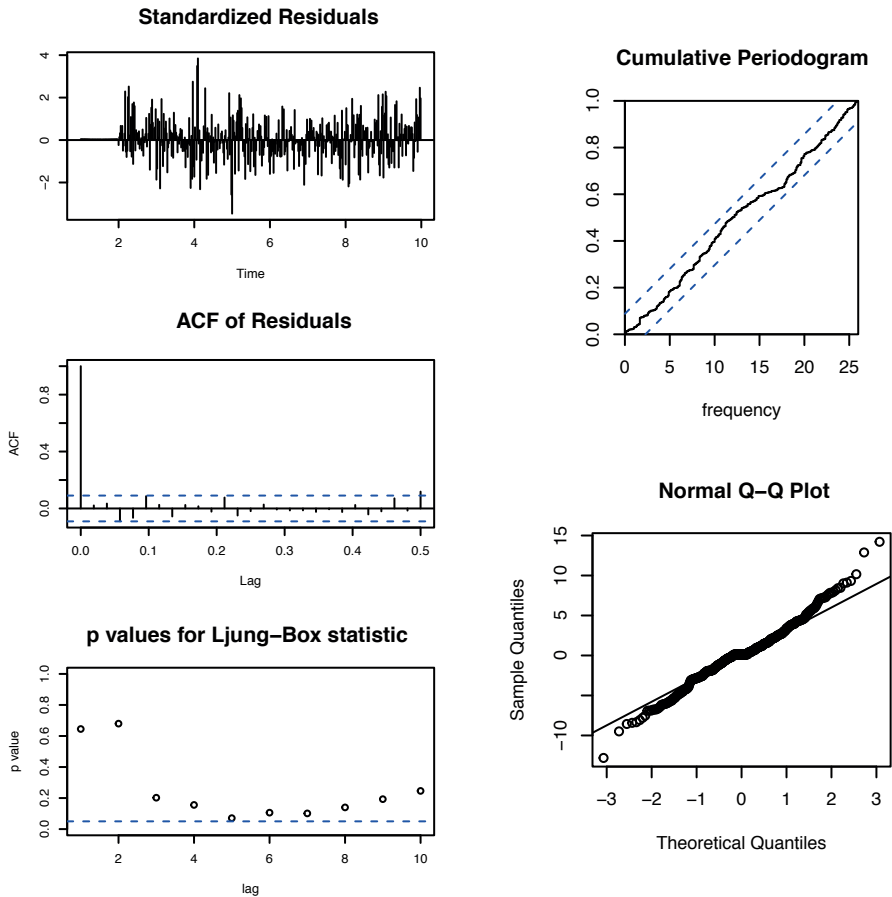 Standardized Residuals
4
2
0
−2
2 4 6 8 10
Time
ACF of Residuals
ACF
0.8
0.4
0.0
0.0 0.1 0.2 0.3 0.4 0.5
Lag
p values for Ljung−Box statistic
p value
1.0
0.8
0.6
0.4
0.2
0.0
2 4 6 8 10
lag
Cumulative Periodogram
1.0
0.8
0.6
0.4
0.2
0.0
0 5 10 15 20 25
frequency
Normal Q−Q Plot
Sample Quantiles
15
10
5
0
−10
−3 −2 −1 0 1 2 3
Theoretical Quantiles